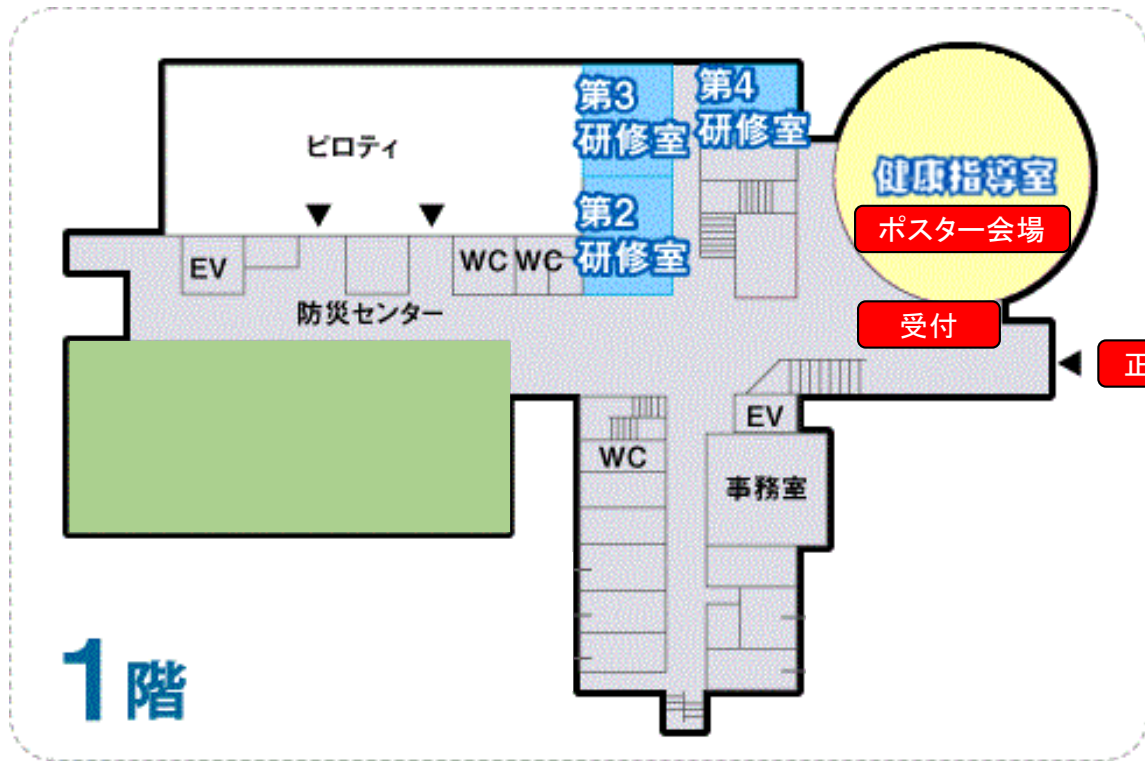 第3
研修室
第4
研修室
ピロティ
健康指導室
ポスター会場
第2
研修室
EV
WC
WC
防災センター
受付
正
EV
WC
事務室
1階